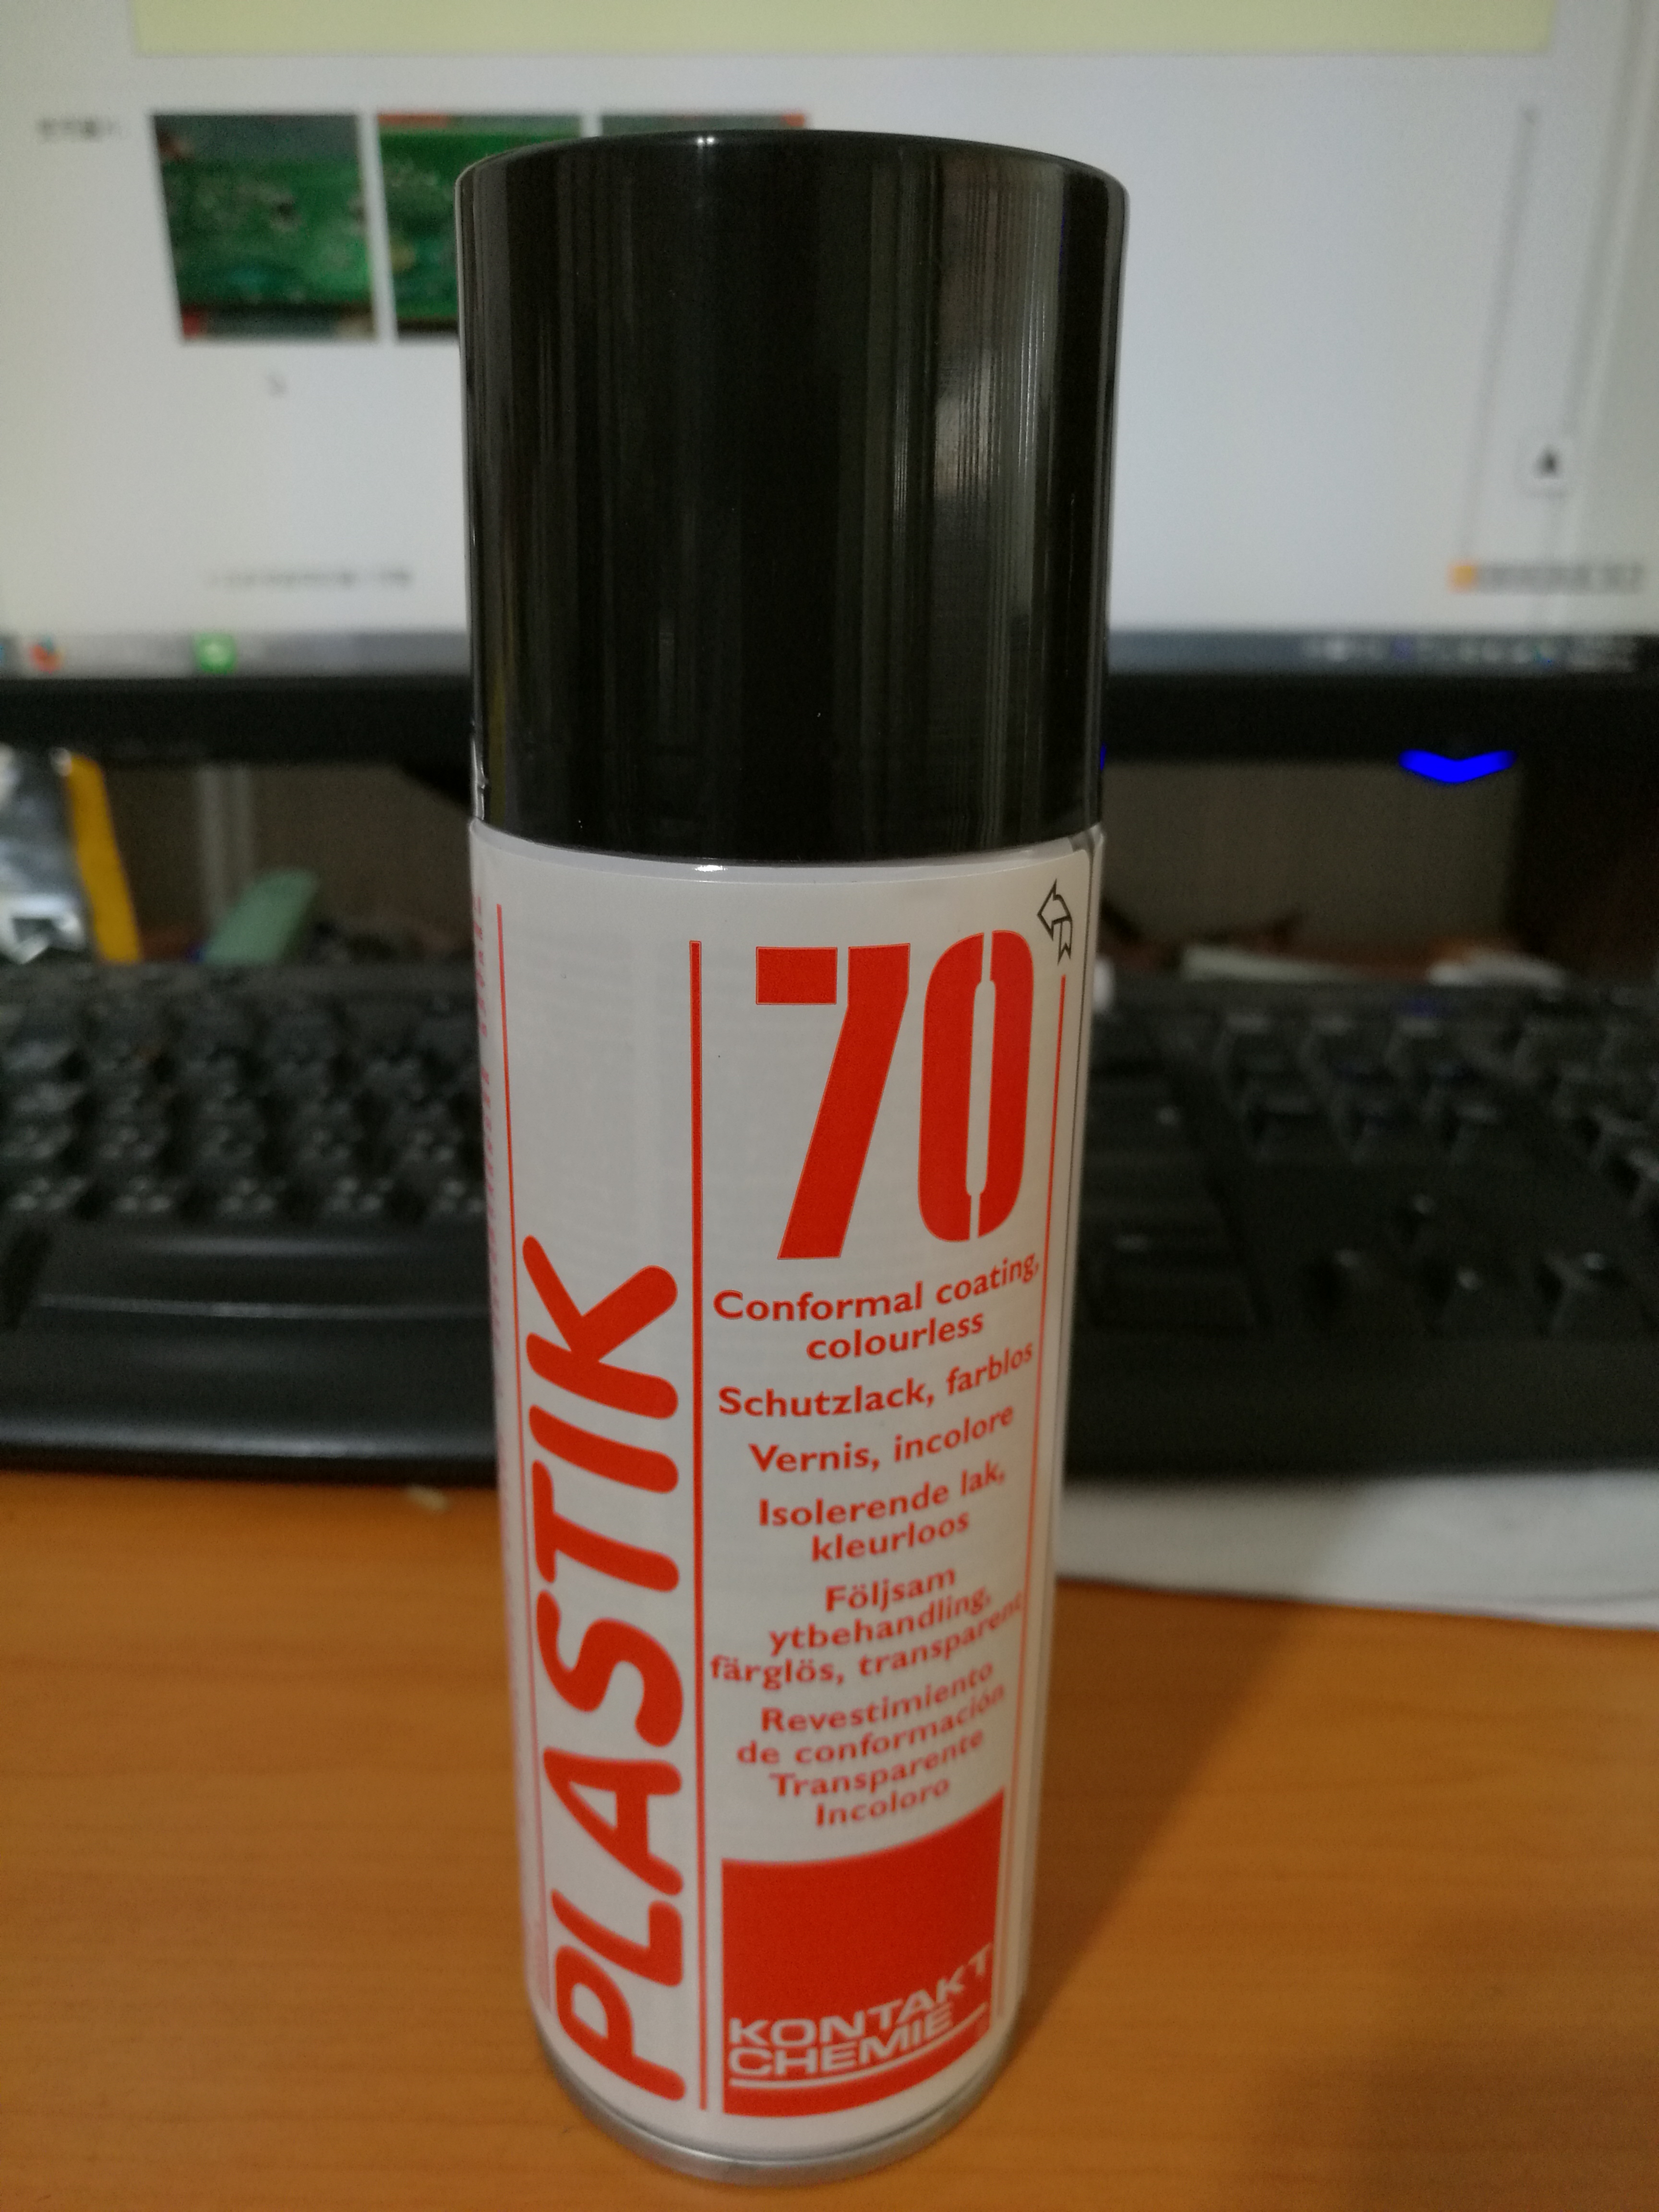 PLASTIK
70
Conformal coating,
colourless
Schutzlack, farblos
Vernis, incolore
Isolerende lak,
kleurloos
Följsam
ytbehandling,
färglös, transparent
Revestimiento
de conformación
Transparente
Incoloro
KONTAKT
CHEMIE